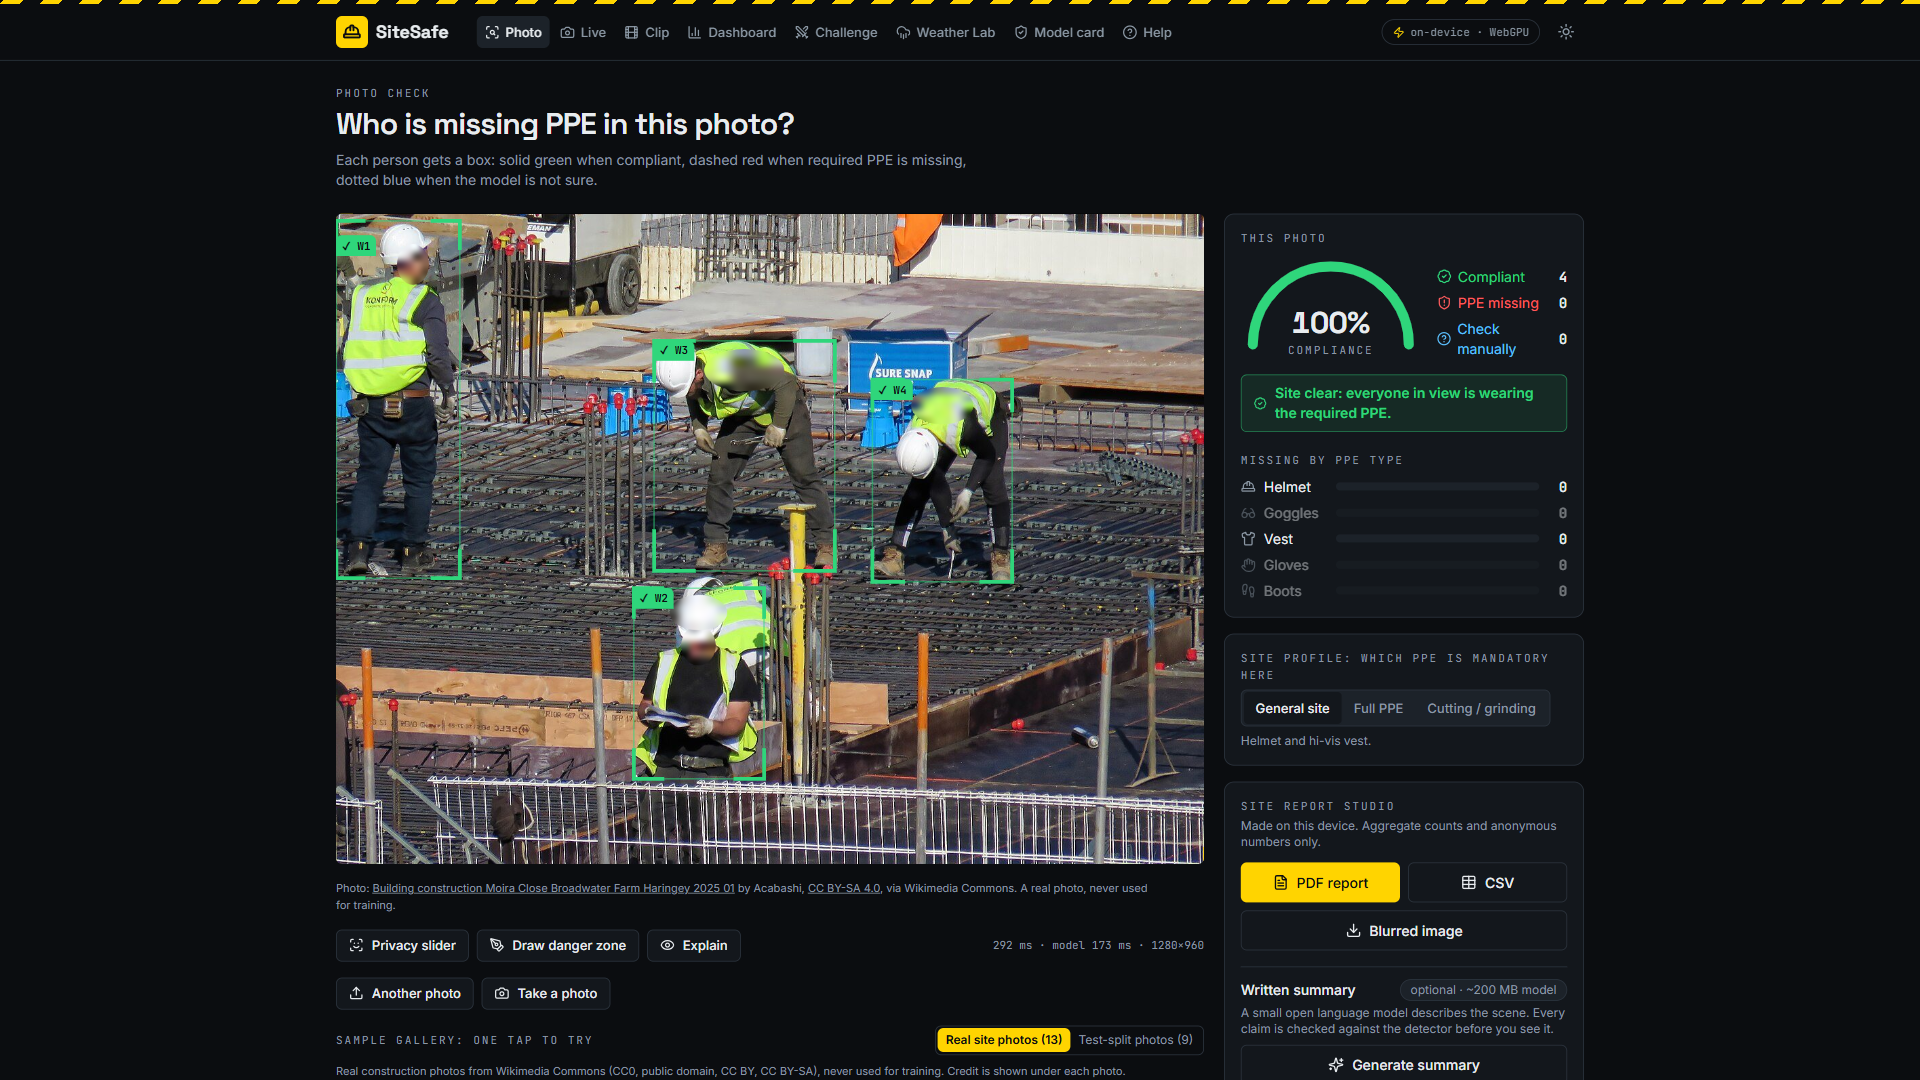 SiteSafe
Photo
Live
Clip
Dashboard
Challenge
Weather Lab
Model card
Help
on-device · WebGPU
PHOTO CHECK
Who is missing PPE in this photo?
Each person gets a box: solid green when compliant, dashed red when required PPE is missing,
dotted blue when the model is not sure.
✓ W1
KONFORM
EMAN
✓ W3
SURE SNAP
✓ W4
✓ W2
Photo: Building construction Moira Close Broadwater Farm Haringey 2025 01 by Acabashi, CC BY-SA 4.0, via Wikimedia Commons. A real photo, never used
for training.
Privacy slider
Draw danger zone
Explain
292 ms · model 173 ms · 1280×960
Another photo
Take a photo
SAMPLE GALLERY: ONE TAP TO TRY
Real site photos (13)
Test-split photos (9)
Real construction photos from Wikimedia Commons (CC0, public domain, CC BY, CC BY-SA), never used for training. Credit is shown under each photo.
THIS PHOTO
100%
COMPLIANCE
Compliant 4
PPE missing 0
Check
manually 0
Site clear: everyone in view is wearing
the required PPE.
MISSING BY PPE TYPE
Helmet 0
Goggles 0
Vest 0
Gloves 0
Boots 0
SITE PROFILE: WHICH PPE IS MANDATORY
HERE
General site
Full PPE
Cutting / grinding
Helmet and hi-vis vest.
SITE REPORT STUDIO
Made on this device. Aggregate counts and anonymous
numbers only.
PDF report
CSV
Blurred image
Written summary
optional · ~200 MB model
A small open language model describes the scene. Every
claim is checked against the detector before you see it.
Generate summary